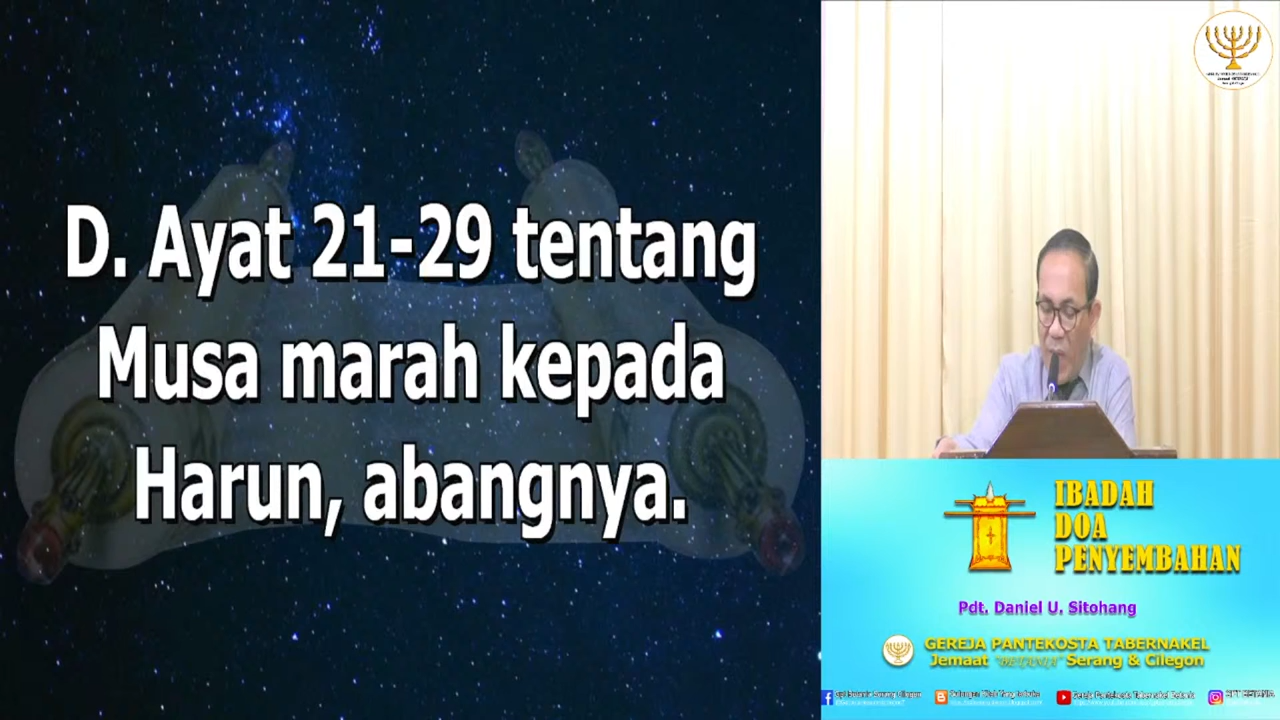 D. Ayat 21-29 tentang
Musa marah kepada
Harun, abangnya.
IBADAH
DOA
PENYEMBAHAN
Pdt. Daniel U. Sitohang
GEREJA PANTEKOSTA TABERNAKEL
Jemaat "BETANIA" Serang & Cilegon